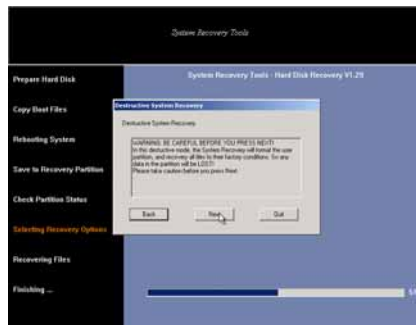 System Recovery Tools
System Recovery Tools - Hard Disk Recovery V1.20
Prepare Hard Disk
Copy Boot Files
Rebooting System
Save to Recovery Partition
Check Partition Status
Selecting Recovery Options
Recovering Files
Finishing ...
Destructive System Recovery
Destructive System Recovery
WARNING: BE CAREFUL BEFORE YOU PRESS NEXT!
In this destructive mode, the System Recovery will format the user
partition, and recovery all files to their factory conditions. So any
data in the partition will be LOST!
Please take caution before you press Next.
Back
Next
Quit